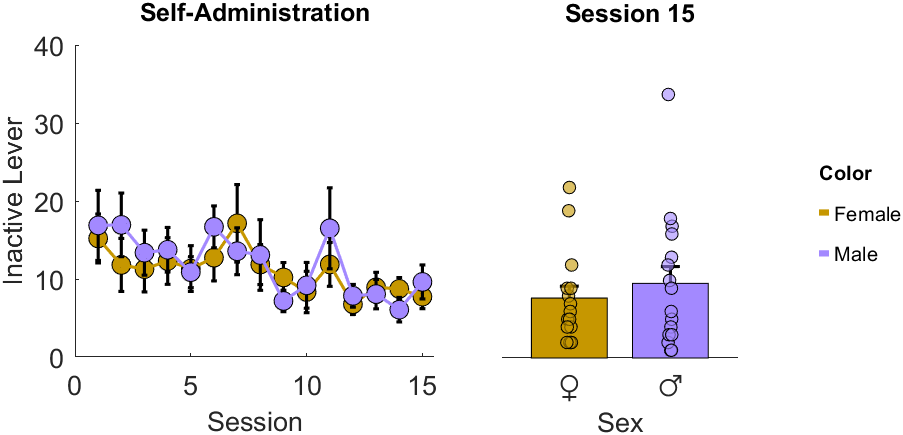 Self-Administration
Session 15
40
30
20
10
0
Inactive Lever
0 5 10 15
Session
♀ ♂
Sex
Color
Female
Male